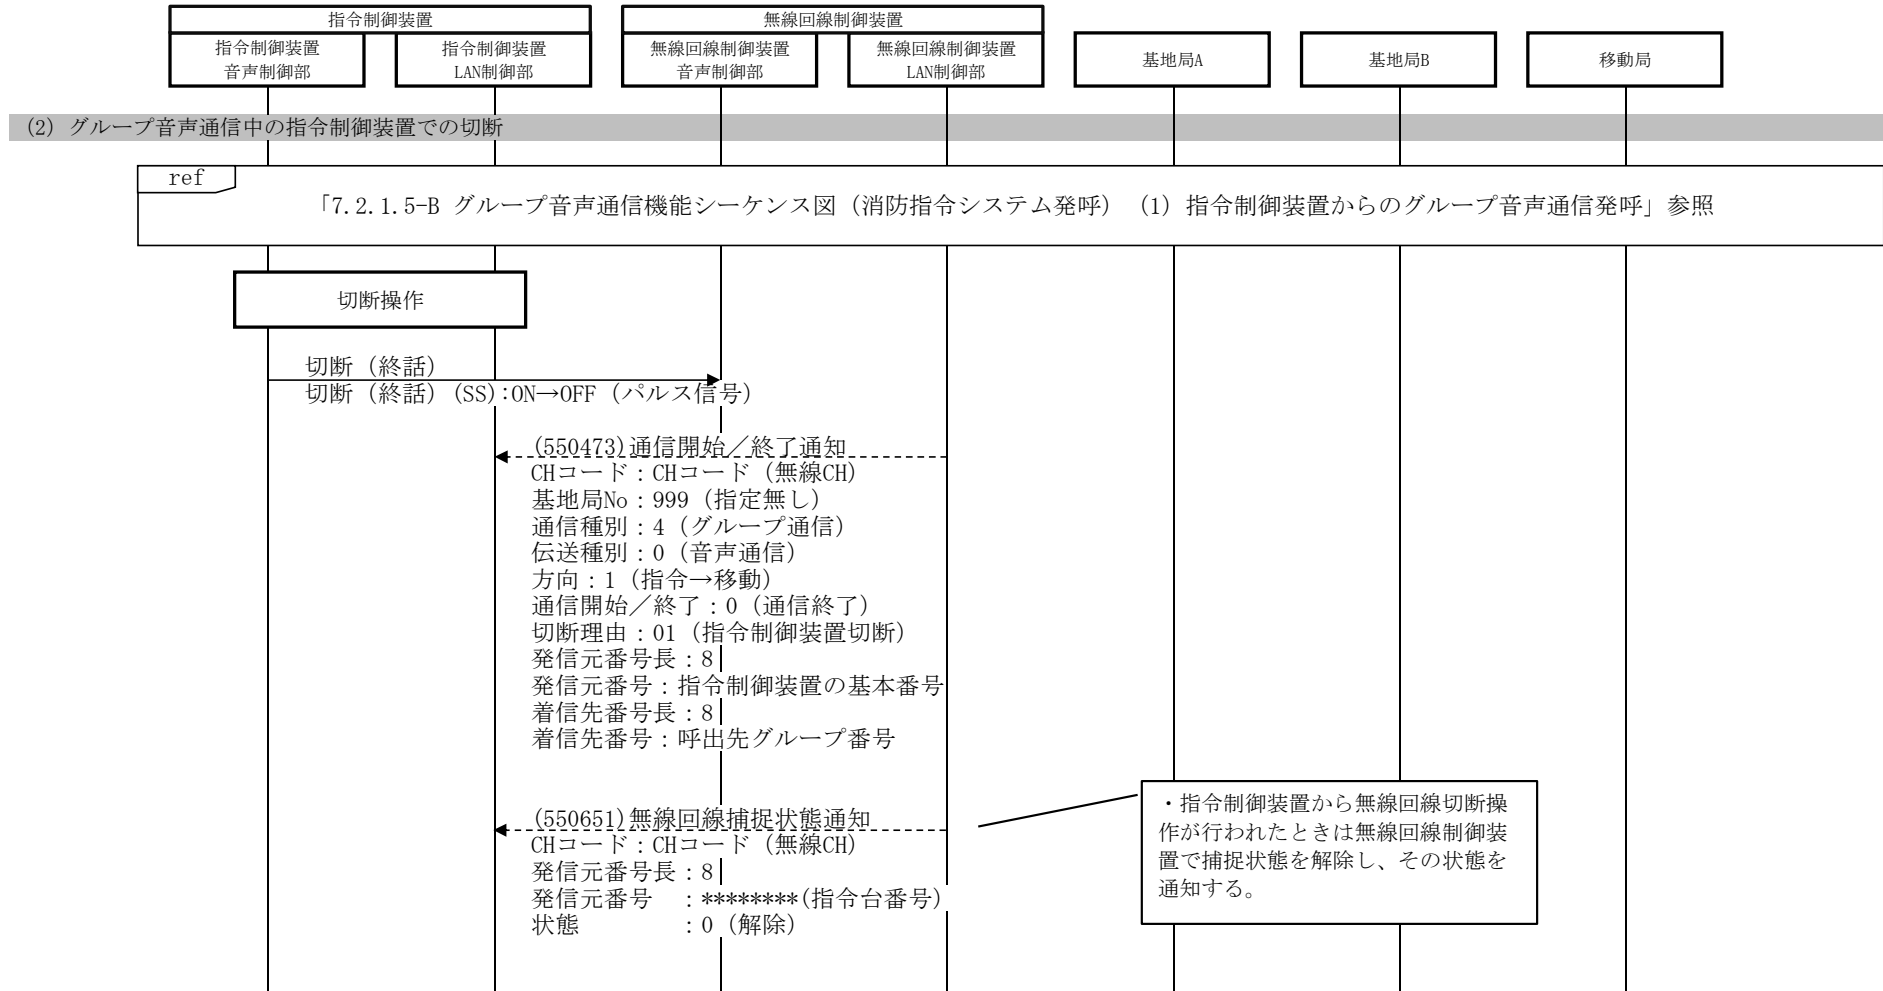 指令制御装置
無線回線制御装置
指令制御装置
音声制御部
指令制御装置
LAN制御部
無線回線制御装置
音声制御部
無線回線制御装置
LAN制御部
基地局A
基地局B
移動局
(2) グループ音声通信中の指令制御装置での切断
ref
「7.2.1.5-B グループ音声通信機能シーケンス図（消防指令システム発呼）（1）指令制御装置からのグループ音声通信発呼」参照
切断操作
切断（終話）
切断（終話）(SS):ON→OFF（パルス信号）
(550473)通信開始／終了通知
CHコード：CHコード（無線CH）
基地局No：999（指定無し）
通信種別：4（グループ通信）
伝送種別：0（音声通信）
方向：1（指令→移動）
通信開始／終了：0（通信終了）
切断理由：01（指令制御装置切断）
発信元番号長：8
発信元番号：指令制御装置の基本番号
着信先番号長：8
着信先番号：呼出先グループ番号
(550651)無線回線捕捉状態通知
CHコード：CHコード（無線CH）
発信元番号長：8
発信元番号　：********(指令台番号)
状態　　　　：0（解除）
・指令制御装置から無線回線切断操
作が行われたときは無線回線制御装
置で捕捉状態を解除し、その状態を
通知する。